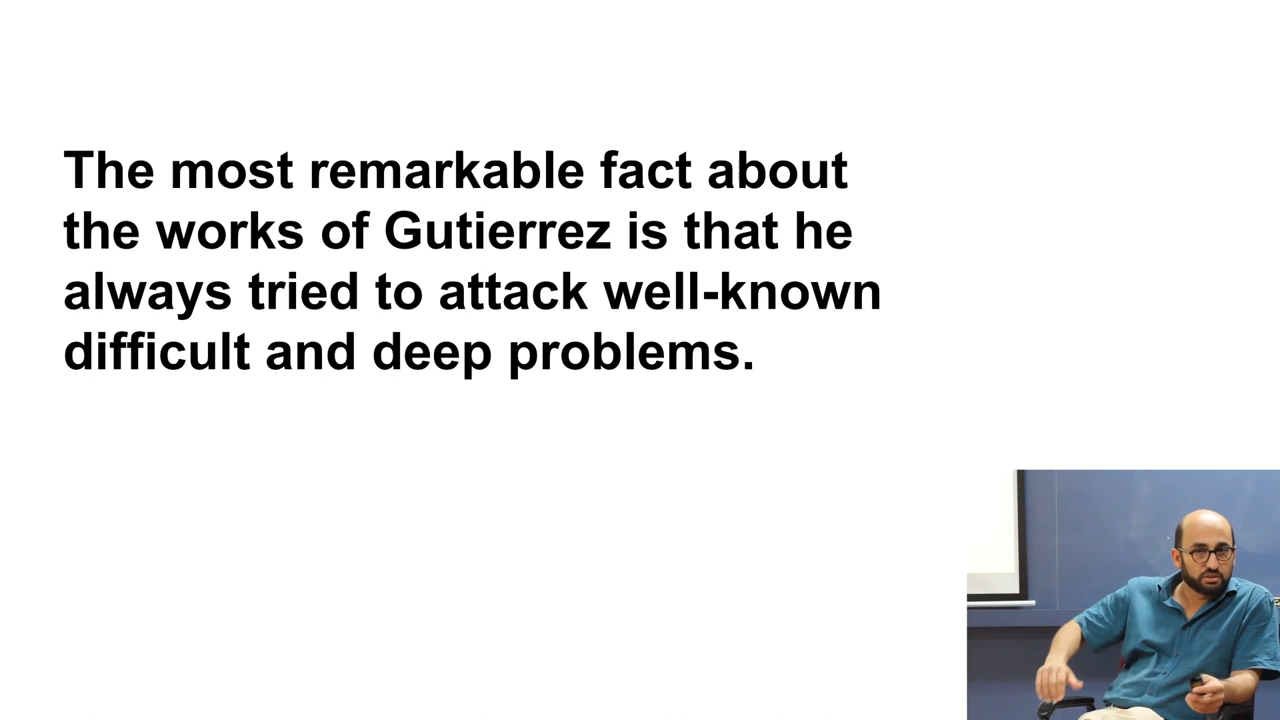 The most remarkable fact about
the works of Gutierrez is that he
always tried to attack well-known
difficult and deep problems.